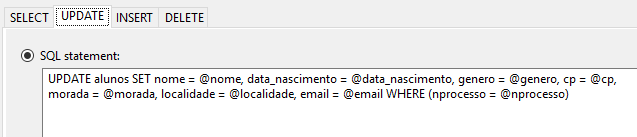 SELECT UPDATE INSERT DELETE
SQL statement:
UPDATE alunos SET nome = @nome, data_nascimento = @data_nascimento, genero = @genero, cp = @cp,
morada = @morada, localidade = @localidade, email = @email WHERE (nprocesso = @nprocesso)